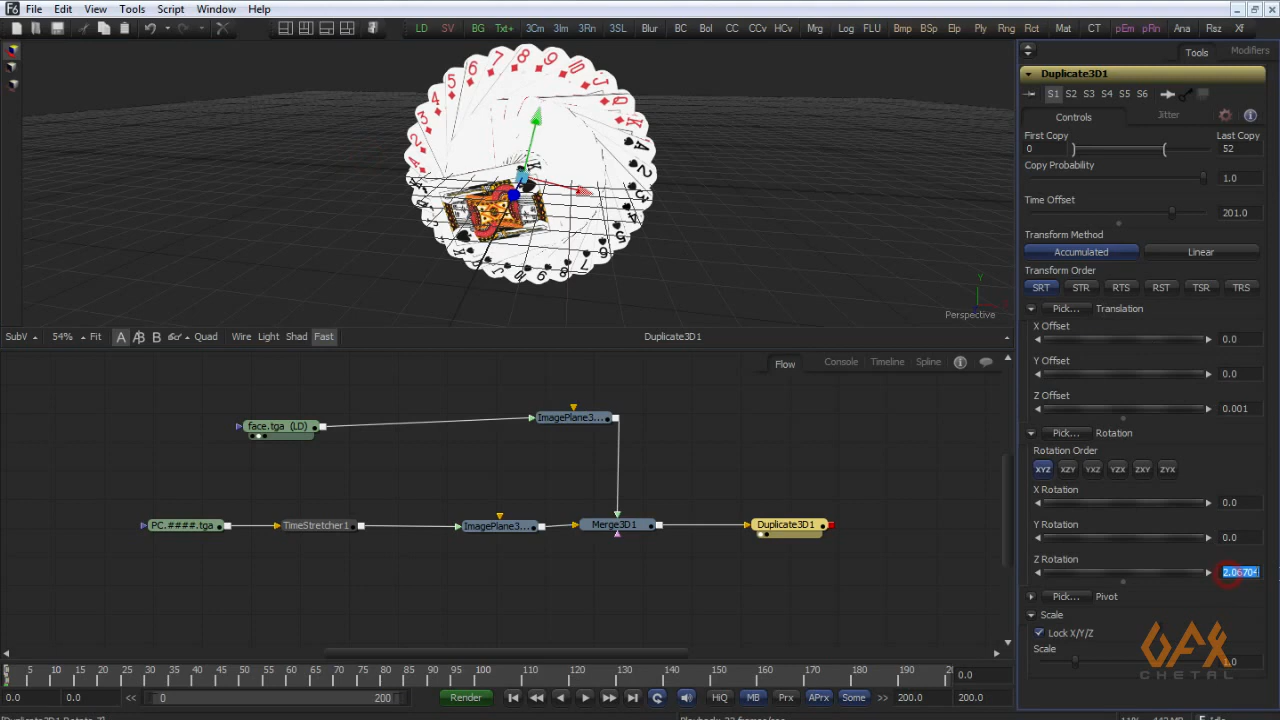 File Edit View Tools Script Window Help
LD SV BG Txt+ 3Cm 3Im 3Rn 3SL Blur BC BoI CC CCv HCv Mrg Log FLU Bmp BSp Elp Ply Rng Rct Mat CT pEm pRn Ana Rsz Xf
Tools Modifiers
Duplicate3D1
S1 S2 S3 S4 S5 S6
Controls Jitter
First Copy Last Copy
0 52
Copy Probability
1.0
Time Offset
201.0
Transform Method
Accumulated Linear
Transform Order
SRT STR RTS RST TSR TRS
Pick... Translation
X Offset
0.0
Y Offset
0.0
Z Offset
0.001
Pick... Rotation
Rotation Order
XYZ XZY YXZ YZX ZXY ZYX
X Rotation
0.0
Y Rotation
0.0
Z Rotation
2.06704
Pick... Pivot
Scale
Lock X/Y/Z
Scale
1.0
GFX
CHETAL
Y
Perspective
SubV 54% Fit A A/B B Quad Wire Light Shad Fast Duplicate3D1
Flow Console Timeline Spline
face.tga (LD) ImagePlane3...
PC.####.tga TimeStretcher1 ImagePlane3... Merge3D1 Duplicate3D1
5 10 15 20 25 30 35 40 45 50 55 60 65 70 75 80 85 90 95 100 110 120 130 140 150 160 170 180 190 0.0
0.0 0.0 << 0 200 Render HiQ MB Prx APrx Some >> 200.0 200.0